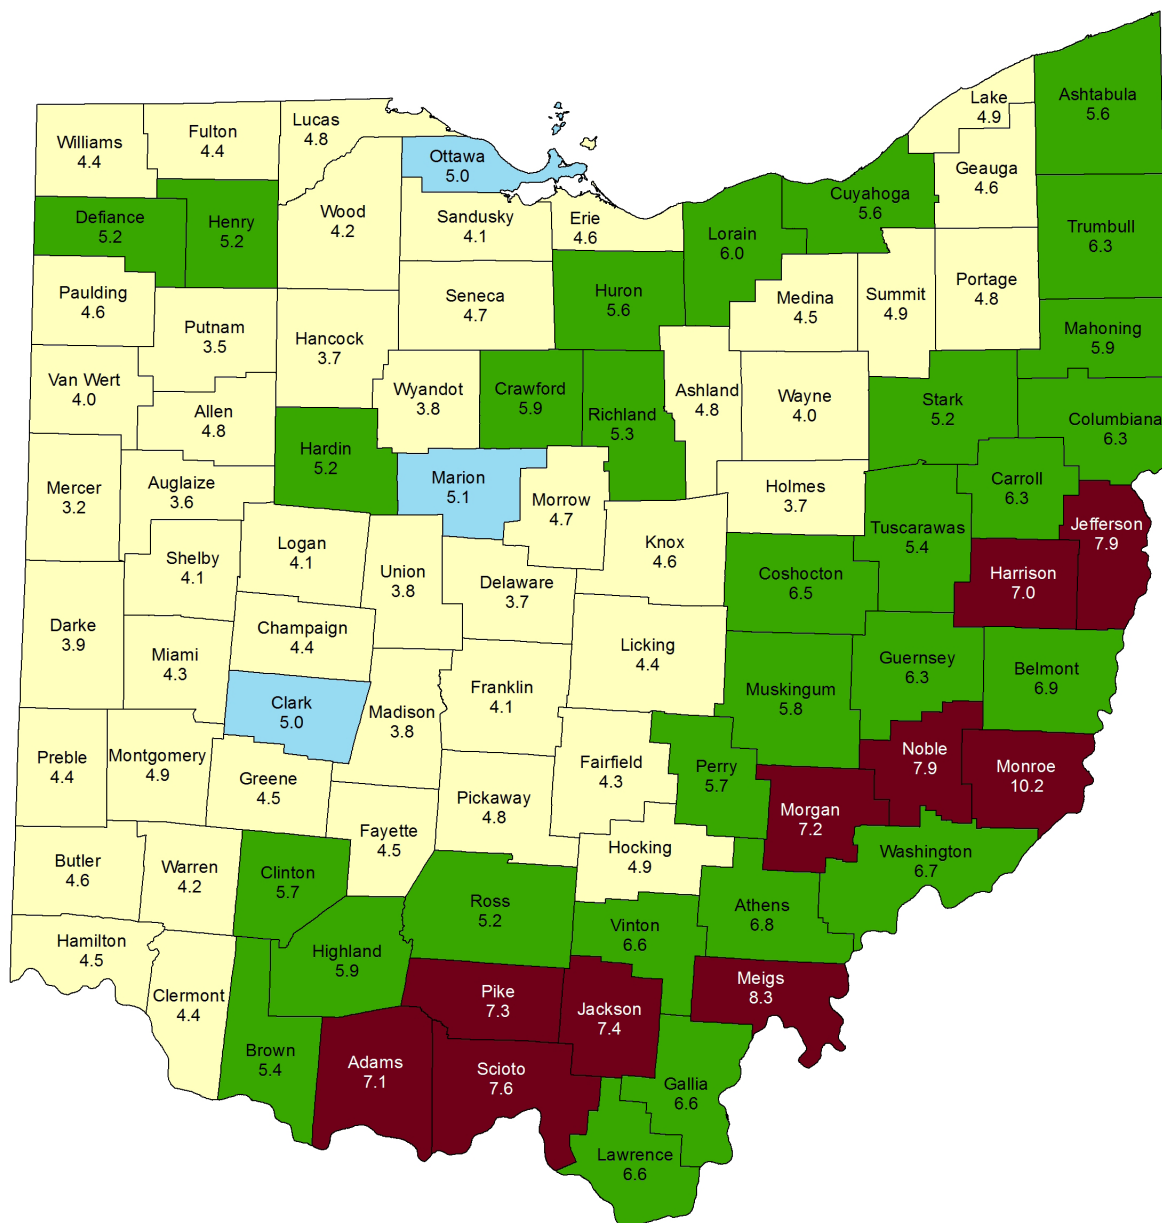 Lake
4.9
Ashtabula
5.6
Williams
4.4
Fulton
4.4
Lucas
4.8
Ottawa
5.0
Geauga
4.6
Cuyahoga
5.6
Defiance
5.2
Henry
5.2
Wood
4.2
Sandusky
4.1
Erie
4.6
Lorain
6.0
Trumbull
6.3
Paulding
4.6
Putnam
3.5
Hancock
3.7
Seneca
4.7
Huron
5.6
Medina
4.5
Summit
4.9
Portage
4.8
Mahoning
5.9
Van Wert
4.0
Allen
4.8
Wyandot
3.8
Crawford
5.9
Richland
5.3
Ashland
4.8
Wayne
4.0
Stark
5.2
Columbiana
6.3
Hardin
5.2
Mercer
3.2
Auglaize
3.6
Marion
5.1
Morrow
4.7
Holmes
3.7
Carroll
6.3
Tuscarawas
5.4
Jefferson
7.9
Shelby
4.1
Logan
4.1
Union
3.8
Delaware
3.7
Knox
4.6
Coshocton
6.5
Harrison
7.0
Darke
3.9
Miami
4.3
Champaign
4.4
Licking
4.4
Guernsey
6.3
Belmont
6.9
Clark
5.0
Madison
3.8
Franklin
4.1
Muskingum
5.8
Preble
4.4
Montgomery
4.9
Greene
4.5
Fairfield
4.3
Perry
5.7
Noble
7.9
Monroe
10.2
Pickaway
4.8
Morgan
7.2
Fayette
4.5
Butler
4.6
Warren
4.2
Clinton
5.7
Hocking
4.9
Washington
6.7
Ross
5.2
Vinton
6.6
Athens
6.8
Hamilton
4.5
Highland
5.9
Clermont
4.4
Pike
7.3
Jackson
7.4
Meigs
8.3
Brown
5.4
Adams
7.1
Scioto
7.6
Gallia
6.6
Lawrence
6.6